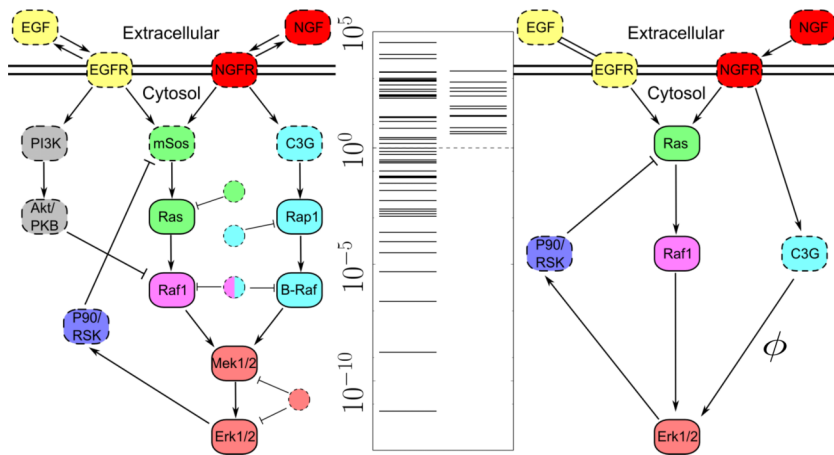 EGF
Extracellular
NGF
EGFR
NGFR
Cytosol
PI3K
mSos
C3G
Akt/
PKB
Ras
Rap1
Raf1
B-Raf
P90/
RSK
Mek1/2
Erk1/2
10^5
10^0
10^-5
10^-10
EGF
Extracellular
NGF
EGFR
NGFR
Cytosol
Ras
P90/
RSK
Raf1
C3G
ϕ
Erk1/2